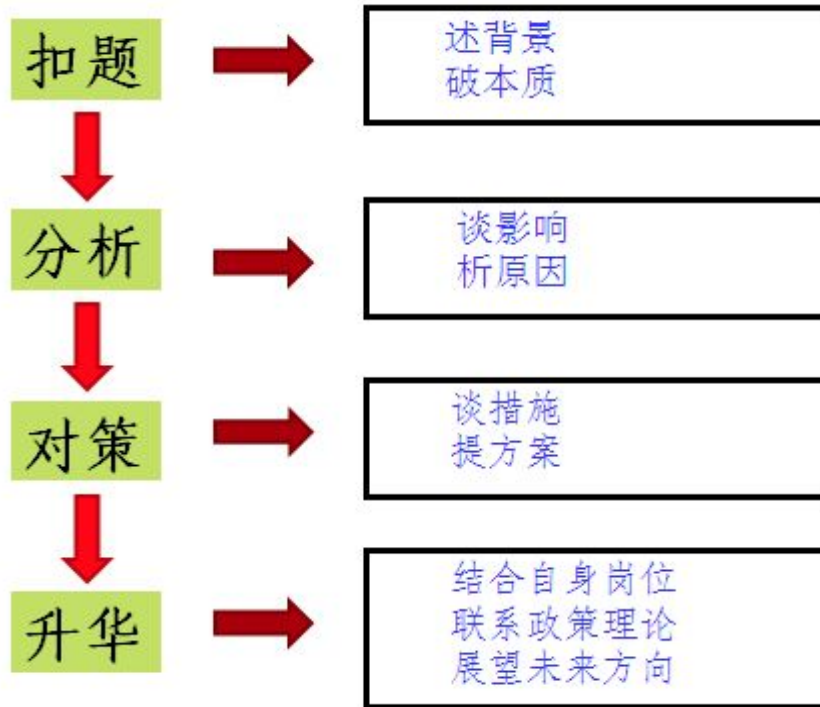 扣题
述背景
破本质
分析
谈影响
析原因
对策
谈措施
提方案
升华
结合自身岗位
联系政策理论
展望未来方向